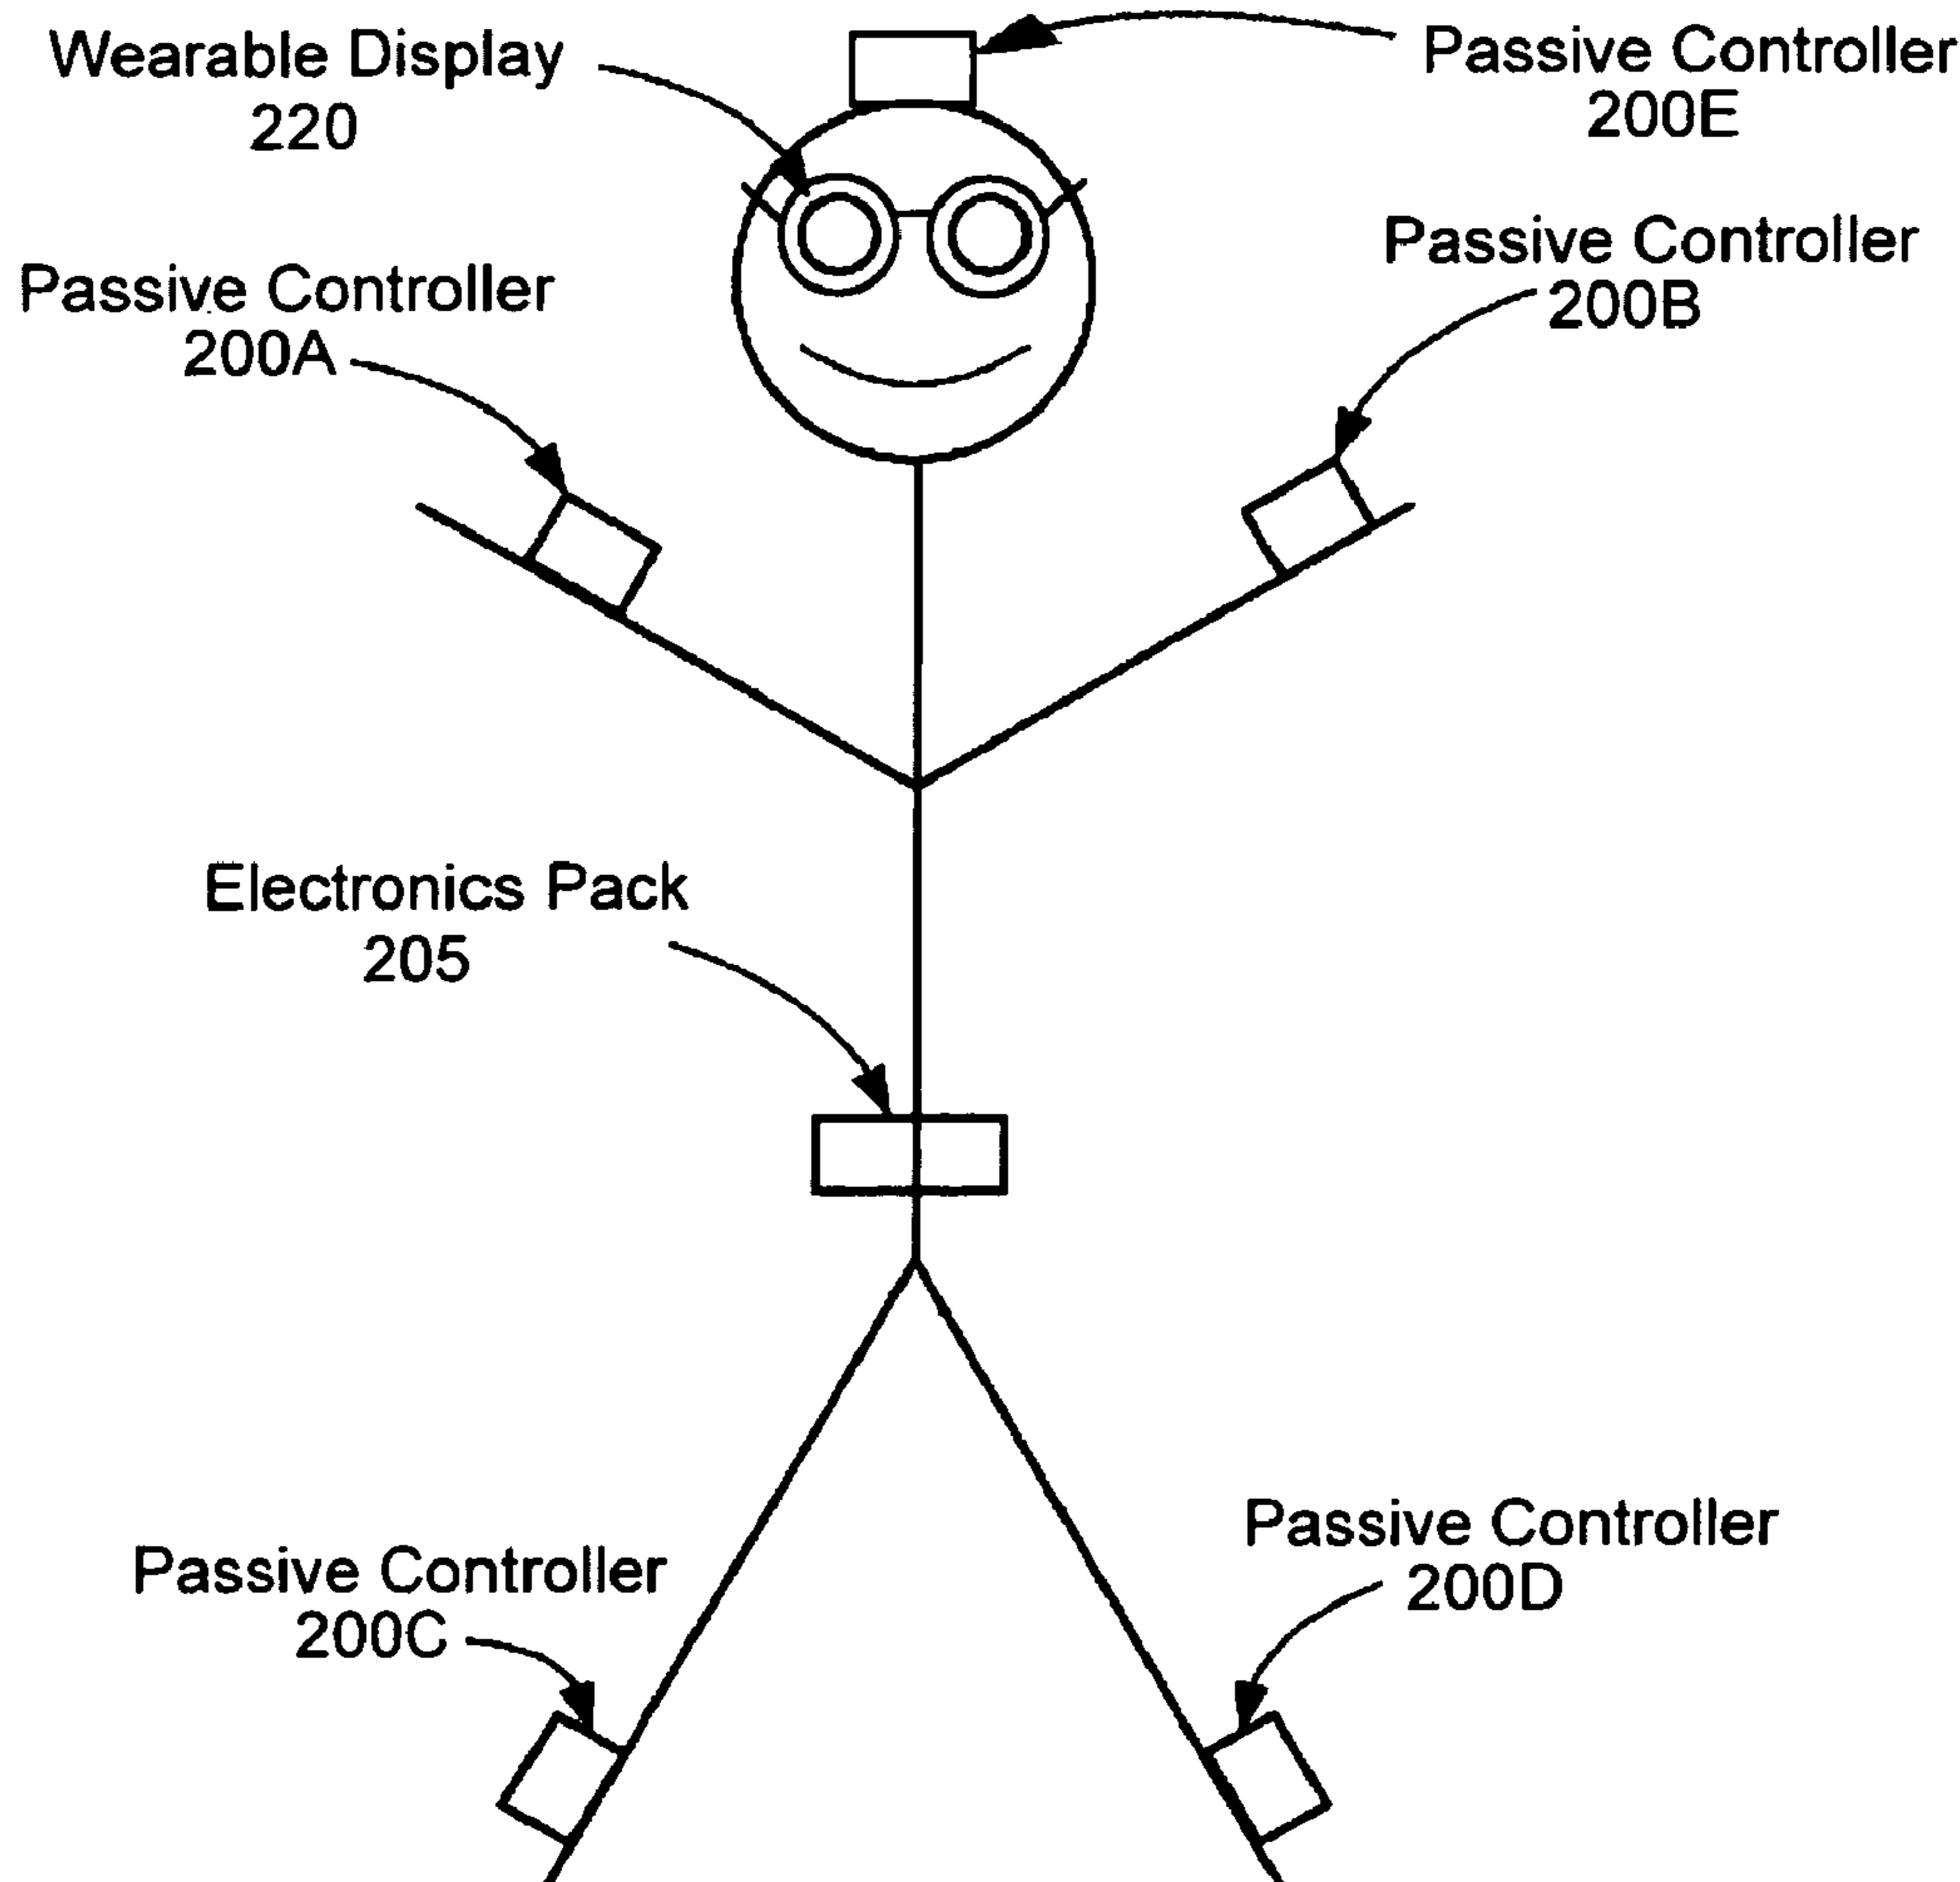 Wearable Display
220
Passive Controller
200E
Passive Controller
200B
Passive Controller
200A
Electronics Pack
205
Passive Controller
200D
Passive Controller
200C